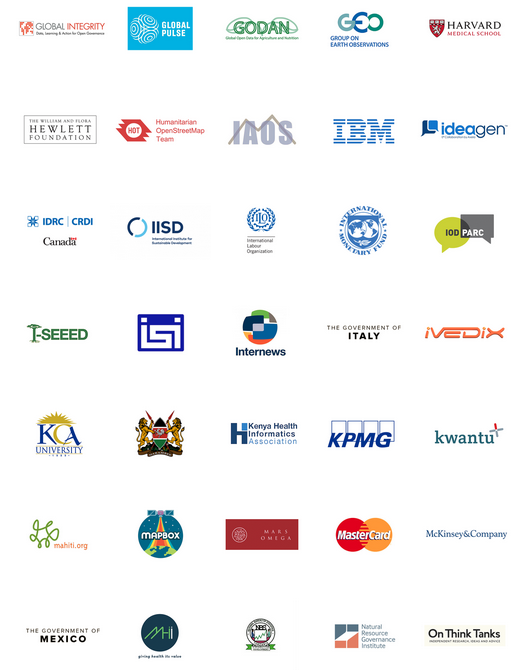 GLOBAL INTEGRITY
Data, Learning & Action for Open Governance
GLOBAL
PULSE
GODAN
Global Open Data for Agriculture and Nutrition
GEO
GROUP ON
EARTH OBSERVATIONS
HARVARD
MEDICAL SCHOOL
THE WILLIAM AND FLORA
HEWLETT
FOUNDATION
HOT
Humanitarian
OpenStreetMap
Team
IAOS
IBM
ideagen
IDRC | CRDI
Canada
IISD
International Institute for
Sustainable Development
ILO
International
Labour
Organization
INTERNATIONAL
MONETARY FUND
IOD PARC
I-SEEED
Internews
THE GOVERNMENT OF
ITALY
iVEDiX
KCA
UNIVERSITY
Kenya Health
Informatics
Association
KPMG
kwantu
mahiti.org
MAPBOX
MARS
OMEGA
MasterCard
McKinsey&Company
THE GOVERNMENT OF
MEXICO
giving health its value
NBS
Natural
Resource
Governance
Institute
On Think Tanks
INDEPENDENT RESEARCH, IDEAS AND ADVICE